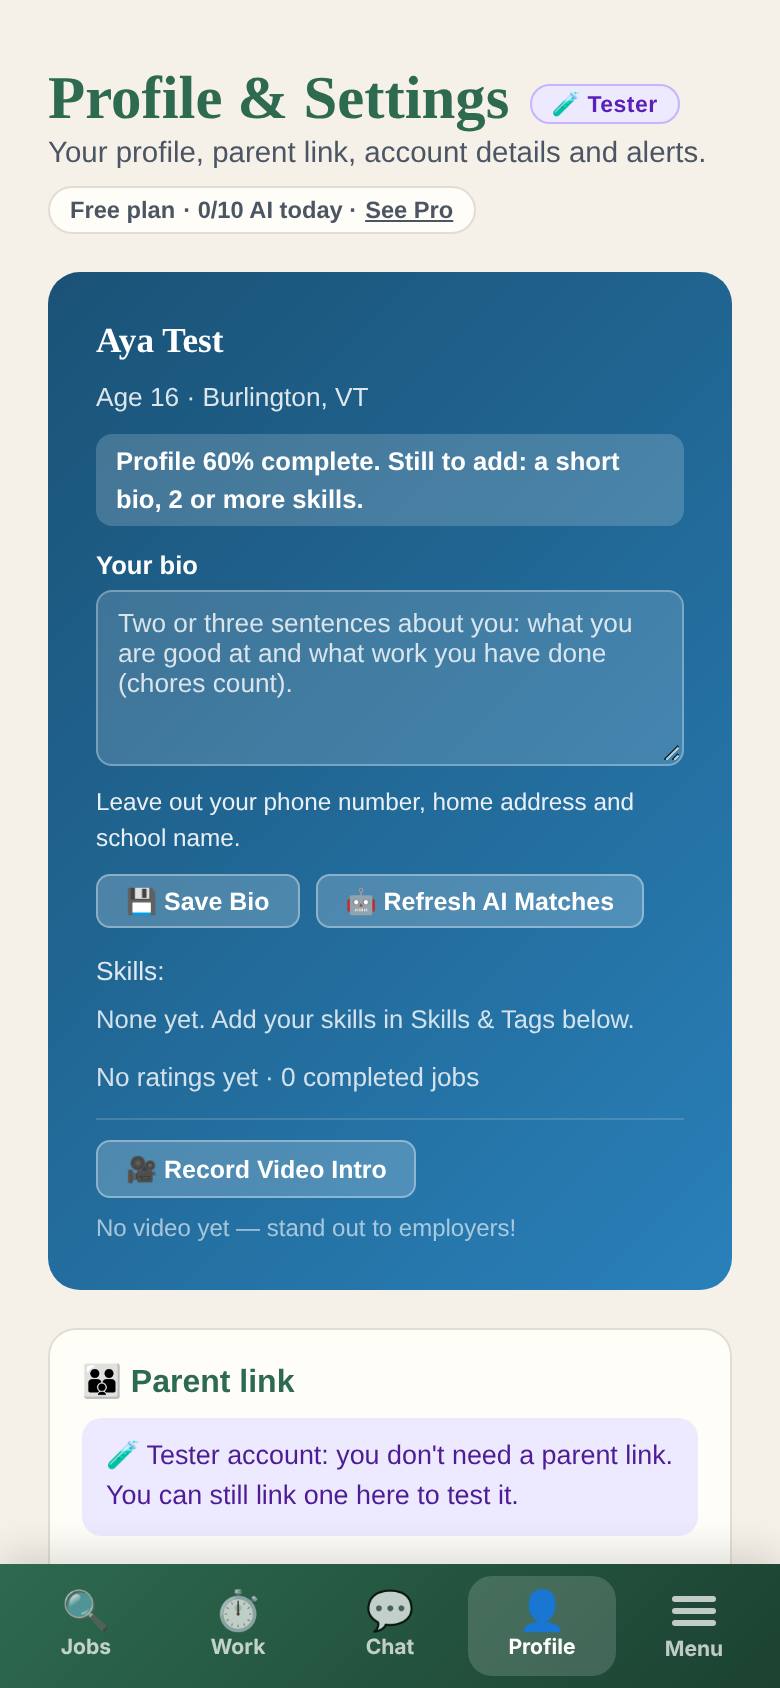 Profile & Settings 🧪 Tester
Your profile, parent link, account details and alerts.
Free plan · 0/10 AI today · See Pro
Aya Test
Age 16 · Burlington, VT
Profile 60% complete. Still to add: a short
bio, 2 or more skills.
Your bio
Two or three sentences about you: what you
are good at and what work you have done
(chores count).
Leave out your phone number, home address and
school name.
💾 Save Bio 🤖 Refresh AI Matches
Skills:
None yet. Add your skills in Skills & Tags below.
No ratings yet · 0 completed jobs
🎥 Record Video Intro
No video yet — stand out to employers!
👪 Parent link
🧪 Tester account: you don't need a parent link.
You can still link one here to test it.
Jobs Work Chat Profile Menu